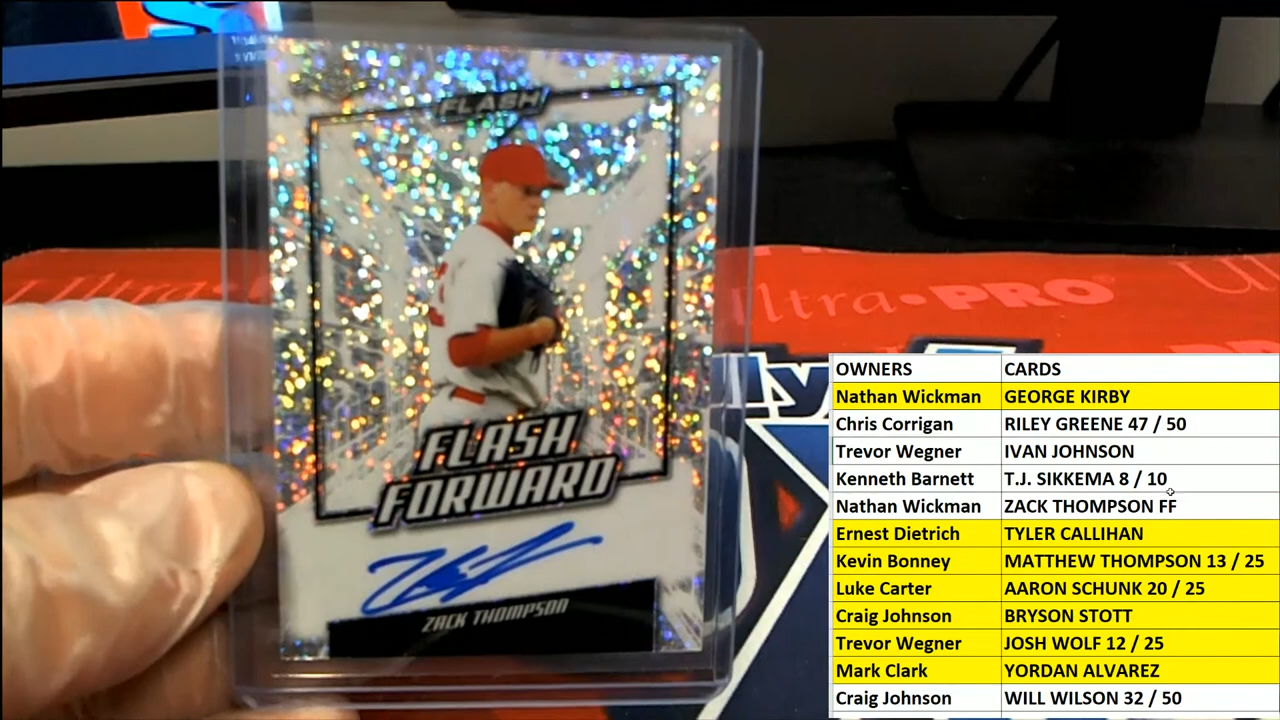 FLASH
FLASH
FORWARD
ZACK THOMPSON
Ultra•PRO
OWNERS CARDS
Nathan Wickman GEORGE KIRBY
Chris Corrigan RILEY GREENE 47 / 50
Trevor Wegner IVAN JOHNSON
Kenneth Barnett T.J. SIKKEMA 8 / 10
Nathan Wickman ZACK THOMPSON FF
Ernest Dietrich TYLER CALLIHAN
Kevin Bonney MATTHEW THOMPSON 13 / 25
Luke Carter AARON SCHUNK 20 / 25
Craig Johnson BRYSON STOTT
Trevor Wegner JOSH WOLF 12 / 25
Mark Clark YORDAN ALVAREZ
Craig Johnson WILL WILSON 32 / 50